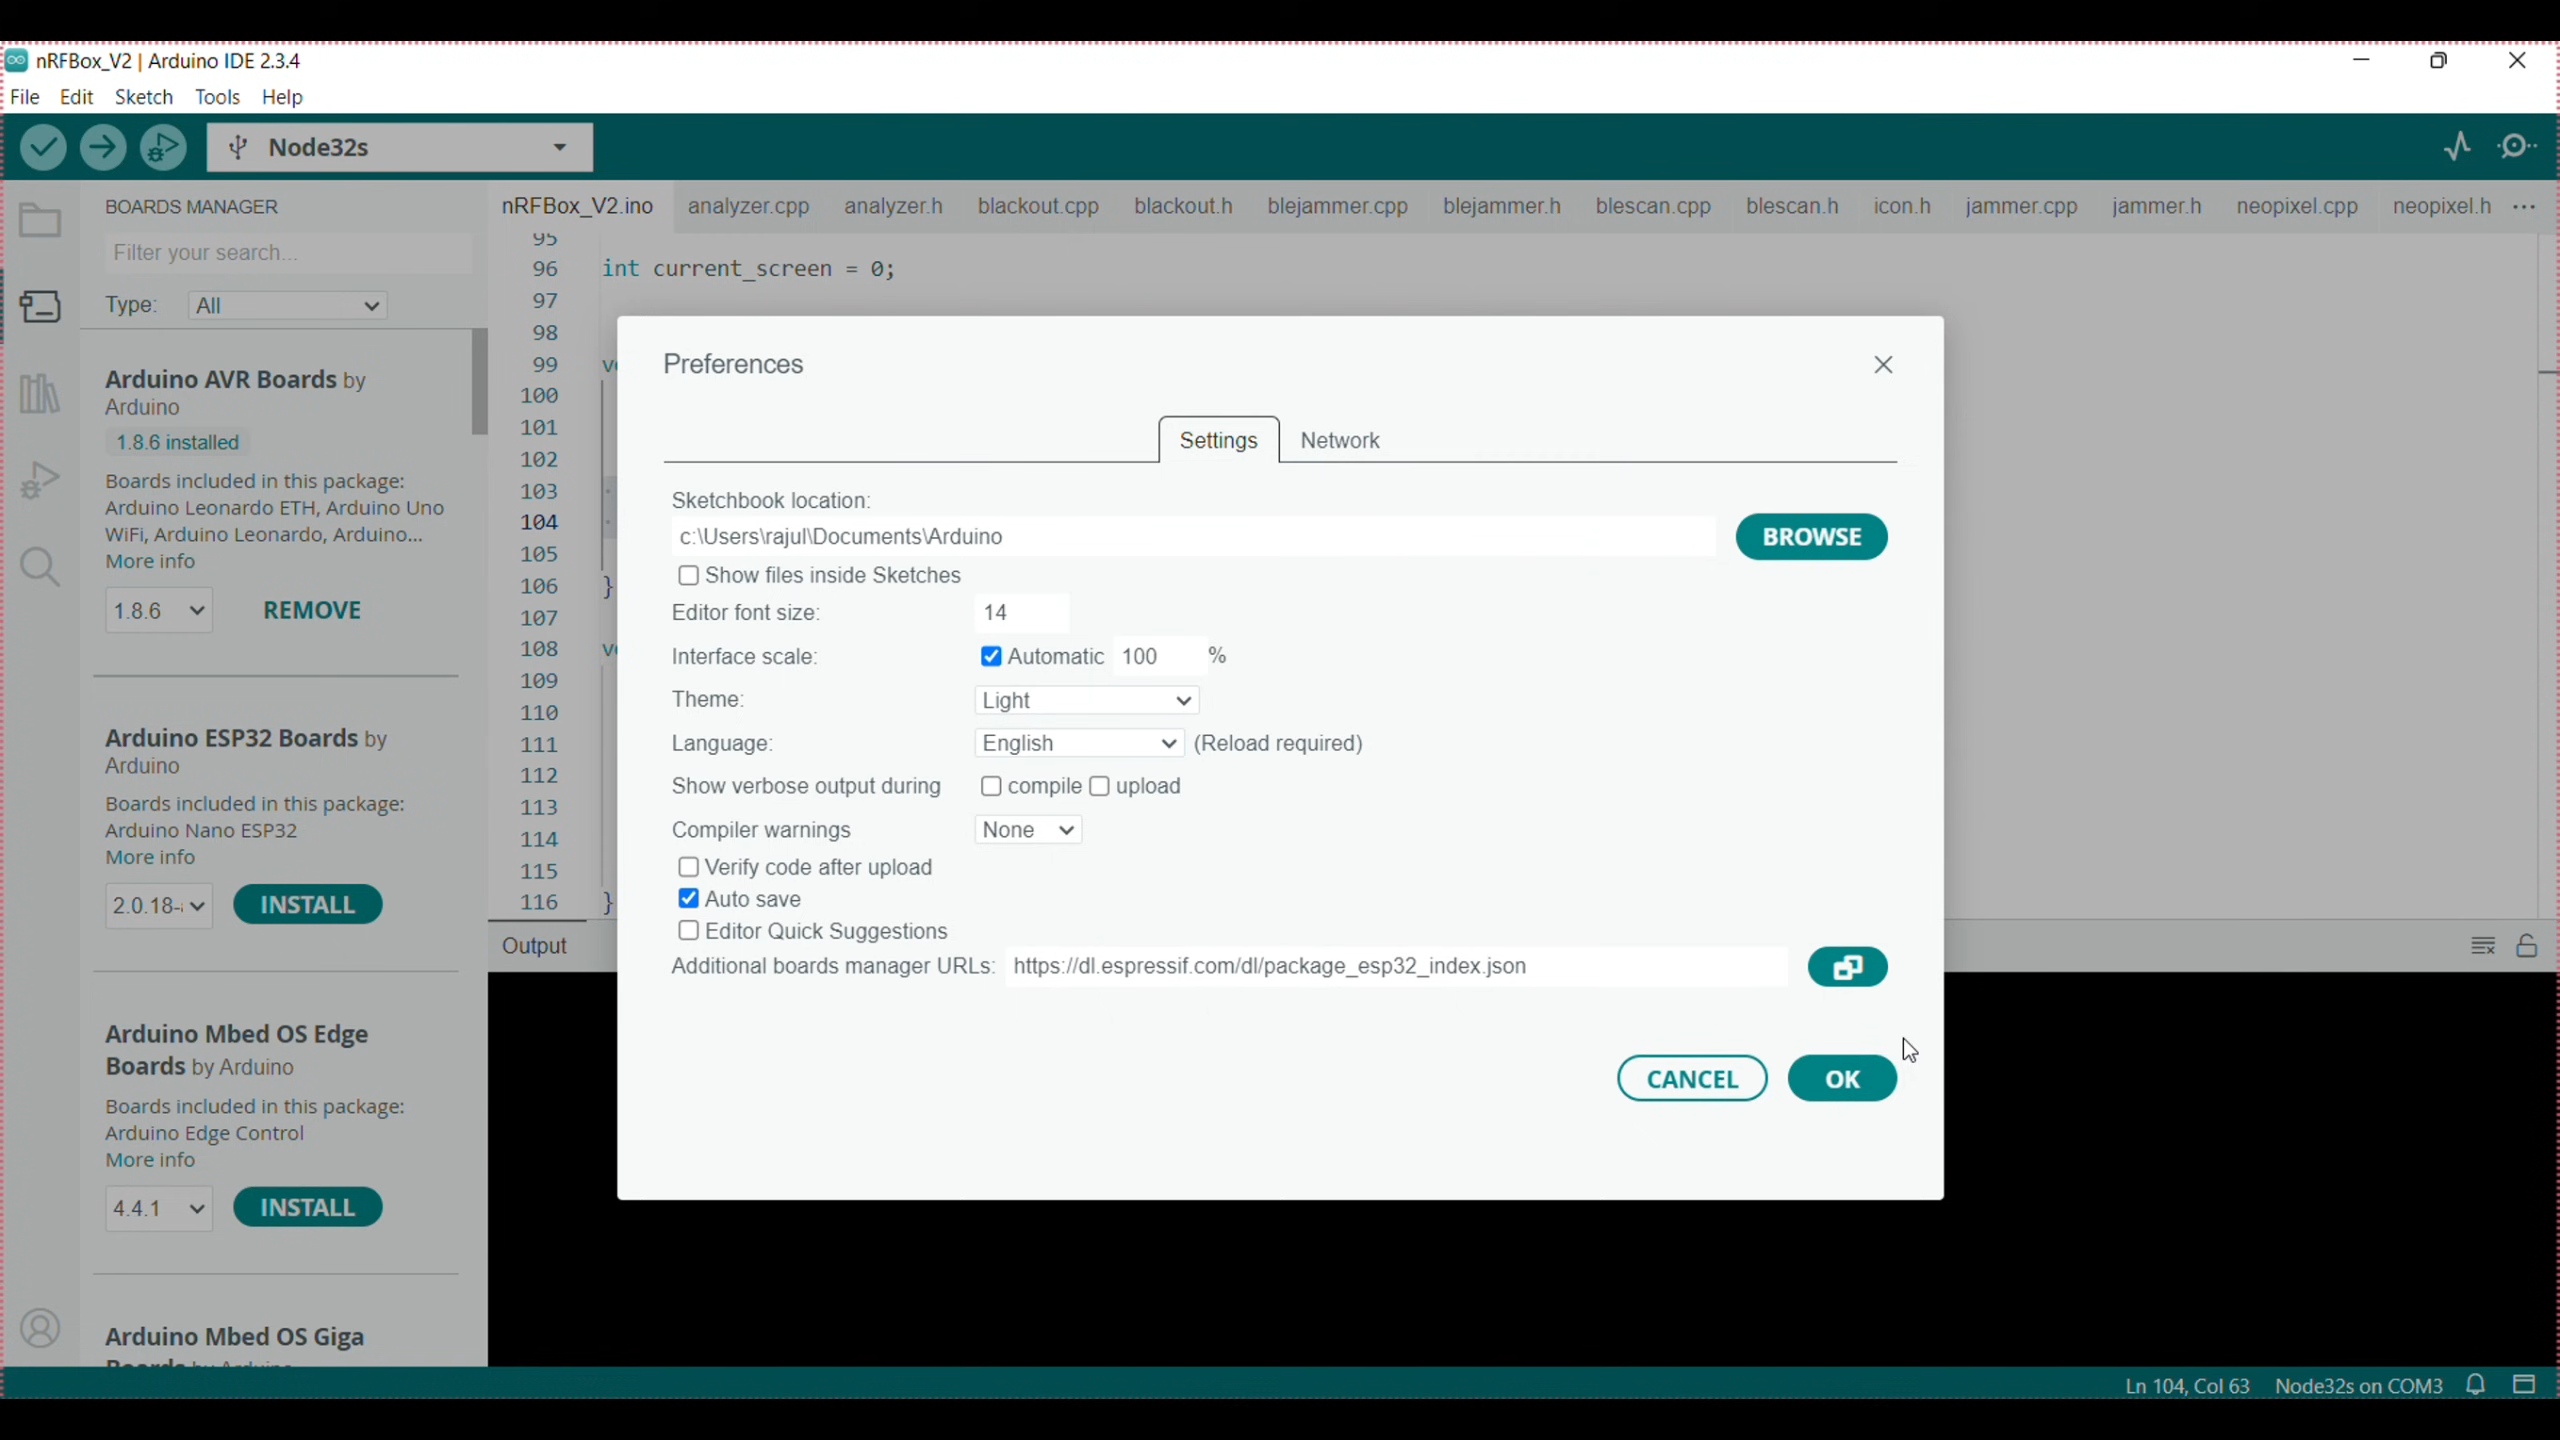 nRFBox_V2 | Arduino IDE 2.3.4
File Edit Sketch Tools Help
Node32s
BOARDS MANAGER
Filter your search...
Type: All
Arduino AVR Boards by
Arduino
1.8.6 installed
Boards included in this package:
Arduino Leonardo ETH, Arduino Uno
WiFi, Arduino Leonardo, Arduino...
More info
1.8.6 REMOVE
Arduino ESP32 Boards by
Arduino
Boards included in this package:
Arduino Nano ESP32
More info
2.0.18- INSTALL
Arduino Mbed OS Edge
Boards by Arduino
Boards included in this package:
Arduino Edge Control
More info
4.4.1 INSTALL
Arduino Mbed OS Giga
Boards by Arduino
nRFBox_V2.ino analyzer.cpp analyzer.h blackout.cpp blackout.h blejammer.cpp blejammer.h blescan.cpp blescan.h icon.h jammer.cpp jammer.h neopixel.cpp neopixel.h ...
95
96 int current_screen = 0;
97
98
99 v
100
101
102
103
104
105
106 }
107
108 v
109
110
111
112
113
114
115
116 }
Output
Preferences
Settings Network
Sketchbook location:
c:\Users\rajul\Documents\Arduino BROWSE
Show files inside Sketches
Editor font size: 14
Interface scale: Automatic 100 %
Theme: Light
Language: English (Reload required)
Show verbose output during compile upload
Compiler warnings None
Verify code after upload
Auto save
Editor Quick Suggestions
Additional boards manager URLs: https://dl.espressif.com/dl/package_esp32_index.json
CANCEL OK
Ln 104, Col 63 Node32s on COM3